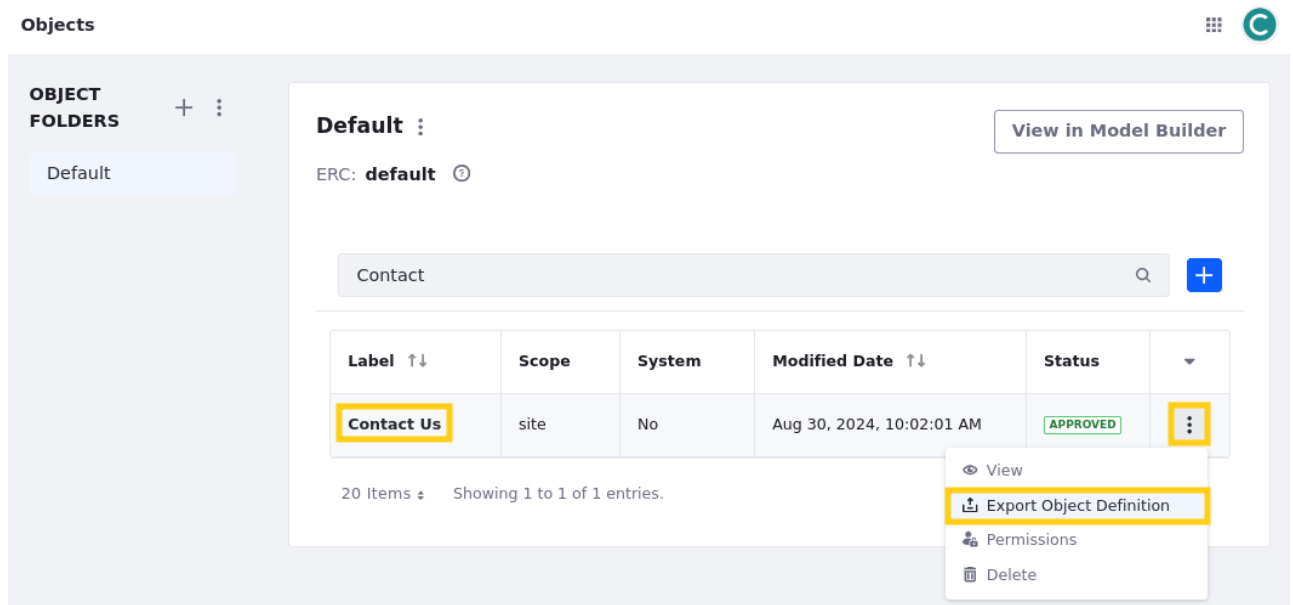 Objects
C
OBJECT
FOLDERS
Default
Default
View in Model Builder
ERC: default
Contact
Label Scope System Modified Date Status
Contact Us site No Aug 30, 2024, 10:02:01 AM APPROVED
View
20 Items Showing 1 to 1 of 1 entries.
Export Object Definition
Permissions
Delete